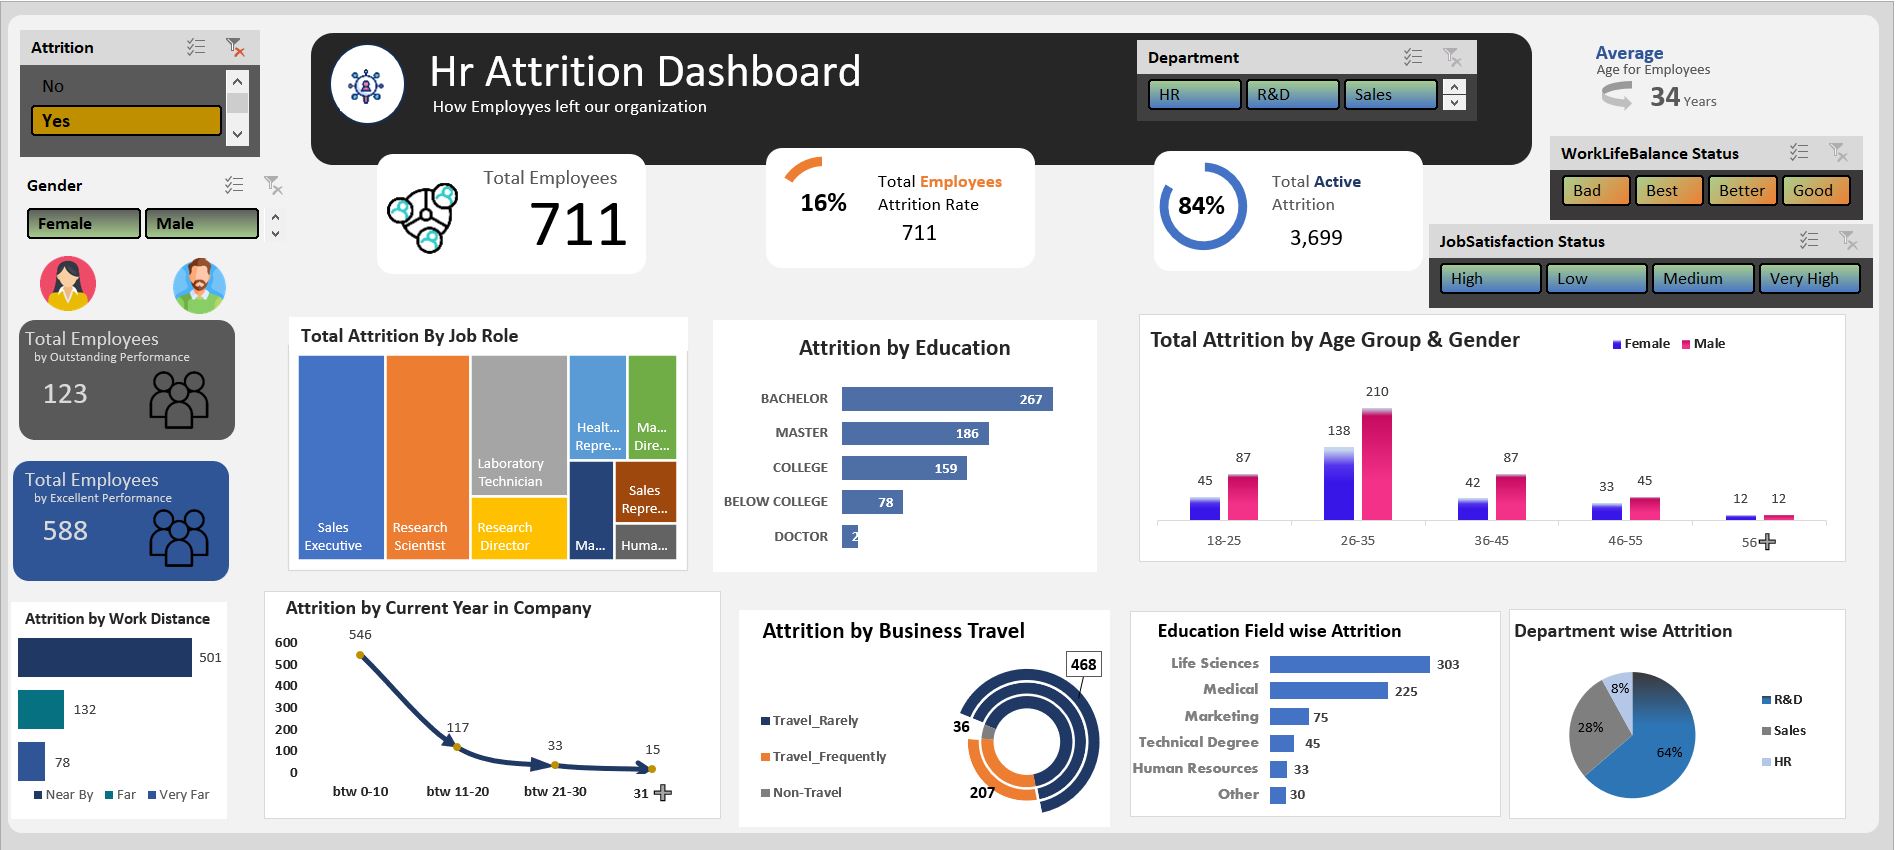 Attrition
No
Yes
Hr Attrition Dashboard
How Employyes left our organization
Department
HR
R&D
Sales
Average
Age for Employees
34 Years
WorkLifeBalance Status
Bad
Best
Better
Good
Gender
Female
Male
Total Employees
711
16%
Total Employees
Attrition Rate
711
84%
Total Active
Attrition
3,699
JobSatisfaction Status
High
Low
Medium
Very High
Total Employees
by Outstanding Performance
123
Total Employees
by Excellent Performance
588
Total Attrition By Job Role
Sales
Executive
Research
Scientist
Laboratory
Technician
Research
Director
Healt...
Repre...
Ma...
Dire...
Ma...
Sales
Repre...
Huma...
Attrition by Education
BACHELOR 267
MASTER 186
COLLEGE 159
BELOW COLLEGE 78
DOCTOR
Total Attrition by Age Group & Gender
Female Male
45 87 138 210 42 87 33 45 12 12
18-25 26-35 36-45 46-55 56+
Attrition by Work Distance
501
132
78
Near By Far Very Far
Attrition by Current Year in Company
600
500
400
300
200
100
0
546 117 33 15
btw 0-10 btw 11-20 btw 21-30 31 +
Attrition by Business Travel
Travel_Rarely
Travel_Frequently
Non-Travel
468
36
207
Education Field wise Attrition
Life Sciences 303
Medical 225
Marketing 75
Technical Degree 45
Human Resources 33
Other 30
Department wise Attrition
8%
28%
64%
R&D
Sales
HR